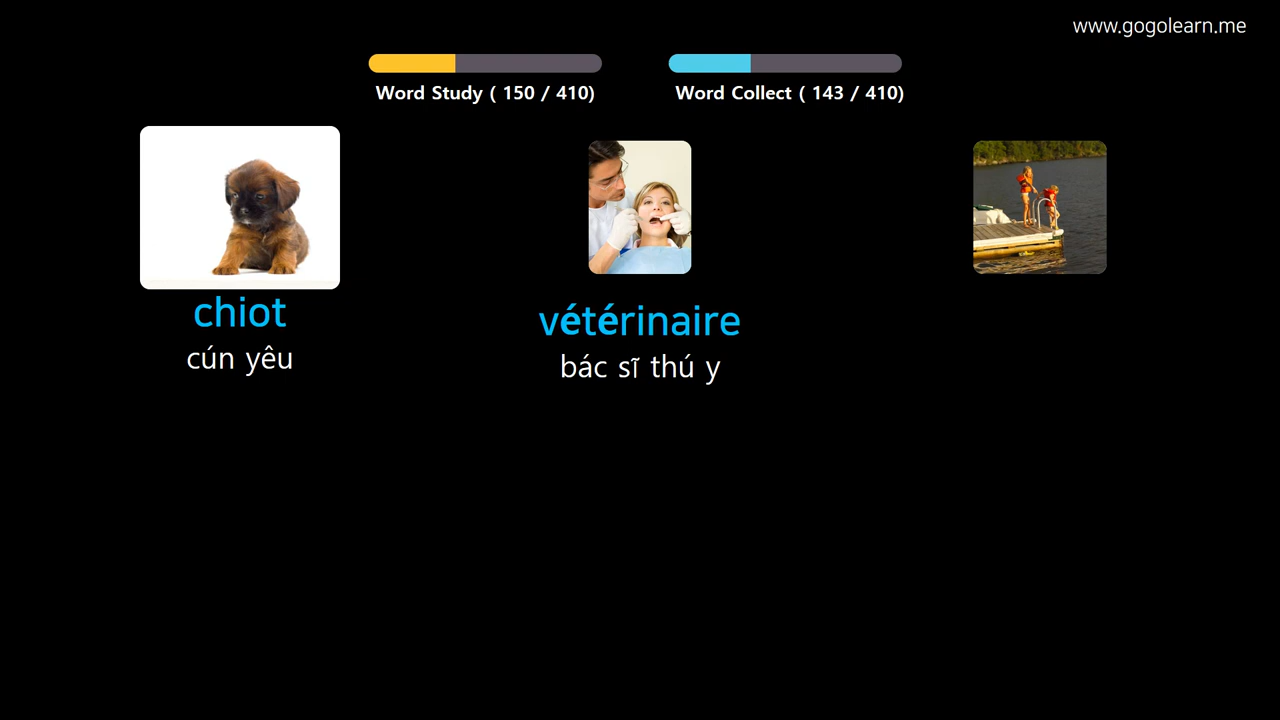 www.gogolearn.me
Word Study ( 150 / 410)
Word Collect ( 143 / 410)
chiot
cún yêu
vétérinaire
bác sĩ thú y